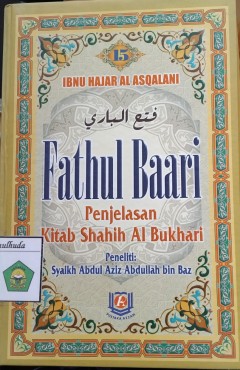 15
IBNU HAJAR AL ASQALANI
فتح الباري
Fathul Baari
Penjelasan
Kitab Shahih Al Bukhari
Peneliti:
Syaikh Abdul Aziz Abdullah bin Baz